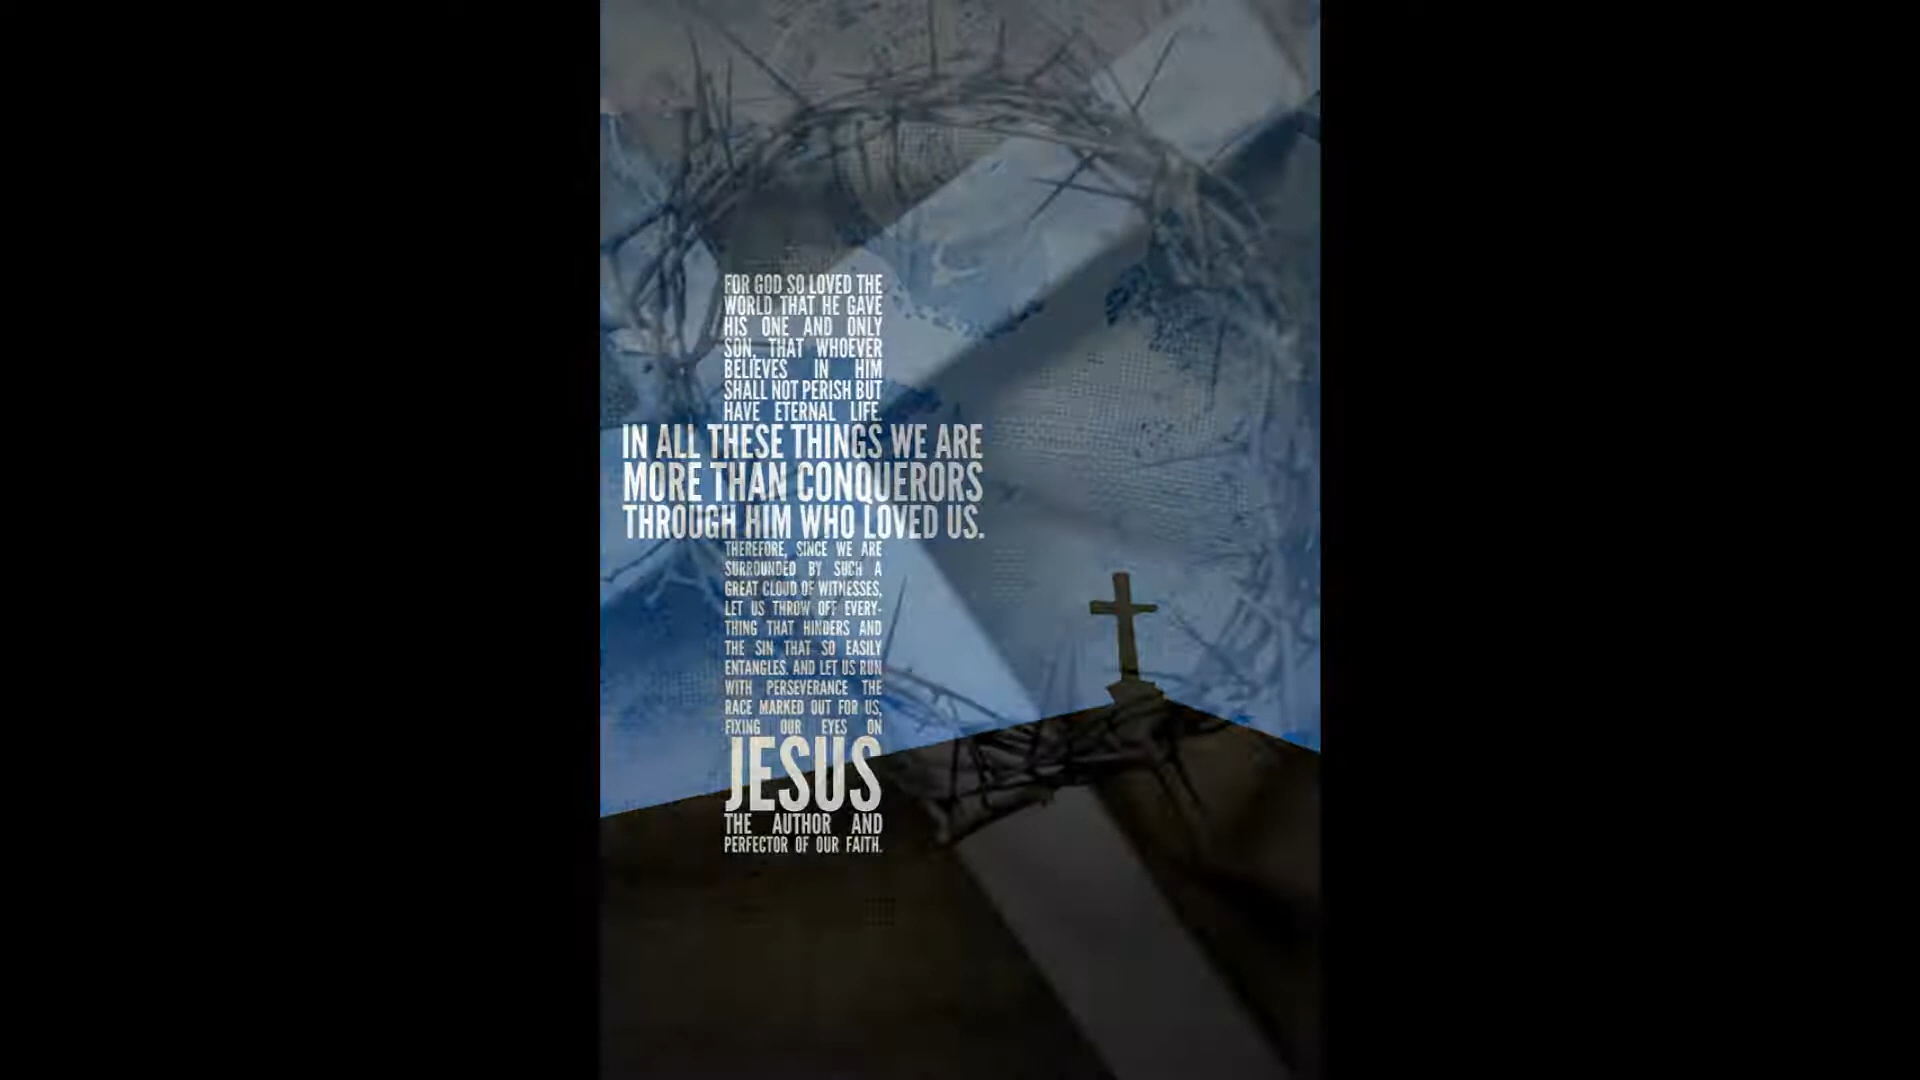 FOR GOD SO LOVED THE
WORLD THAT HE GAVE
HIS ONE AND ONLY
SON, THAT WHOEVER
BELIEVES IN HIM
SHALL NOT PERISH BUT
HAVE ETERNAL LIFE.
IN ALL THESE THINGS WE ARE
MORE THAN CONQUERORS
THROUGH HIM WHO LOVED US.
THEREFORE, SINCE WE ARE
SURROUNDED BY SUCH A
GREAT CLOUD OF WITNESSES,
LET US THROW OFF EVERY-
THING THAT HINDERS AND
THE SIN THAT SO EASILY
ENTANGLES. AND LET US RUN
WITH PERSEVERANCE THE
RACE MARKED OUT FOR US,
FIXING OUR EYES ON
JESUS
THE AUTHOR AND
PERFECTOR OF OUR FAITH.